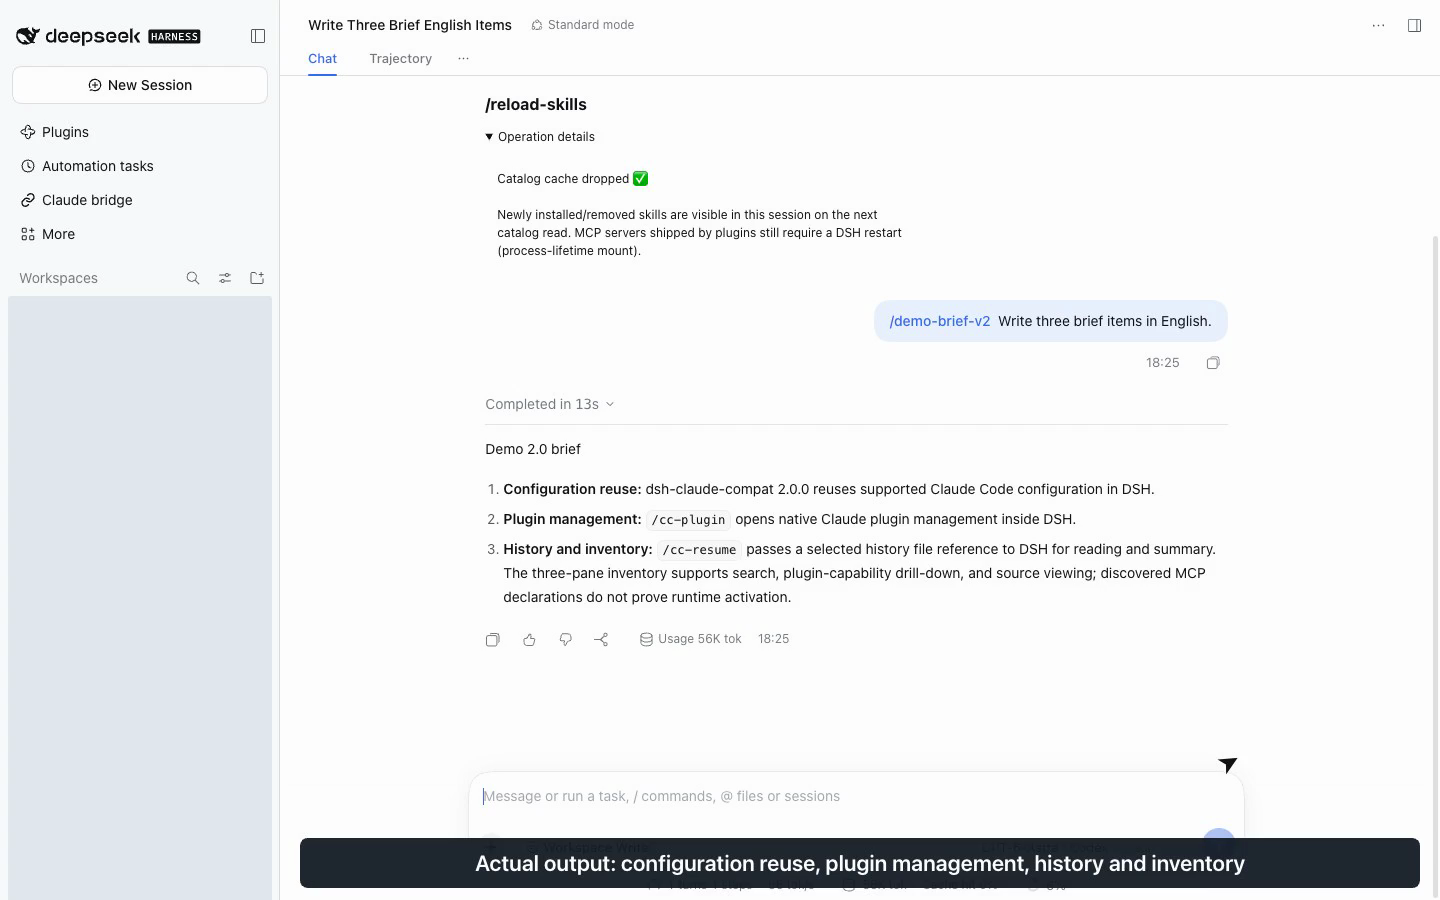 deepseek HARNESS
New Session
Plugins
Automation tasks
Claude bridge
More
Workspaces
Write Three Brief English Items
Standard mode
Chat
Trajectory
/reload-skills
Operation details
Catalog cache dropped ✅
Newly installed/removed skills are visible in this session on the next
catalog read. MCP servers shipped by plugins still require a DSH restart
(process-lifetime mount).
/demo-brief-v2 Write three brief items in English.
18:25
Completed in 13s
Demo 2.0 brief
1. Configuration reuse: dsh-claude-compat 2.0.0 reuses supported Claude Code configuration in DSH.
2. Plugin management: /cc-plugin opens native Claude plugin management inside DSH.
3. History and inventory: /cc-resume passes a selected history file reference to DSH for reading and summary.
The three-pane inventory supports search, plugin-capability drill-down, and source viewing; discovered MCP
declarations do not prove runtime activation.
Usage 56K tok 18:25
Message or run a task, / commands, @ files or sessions
Actual output: configuration reuse, plugin management, history and inventory